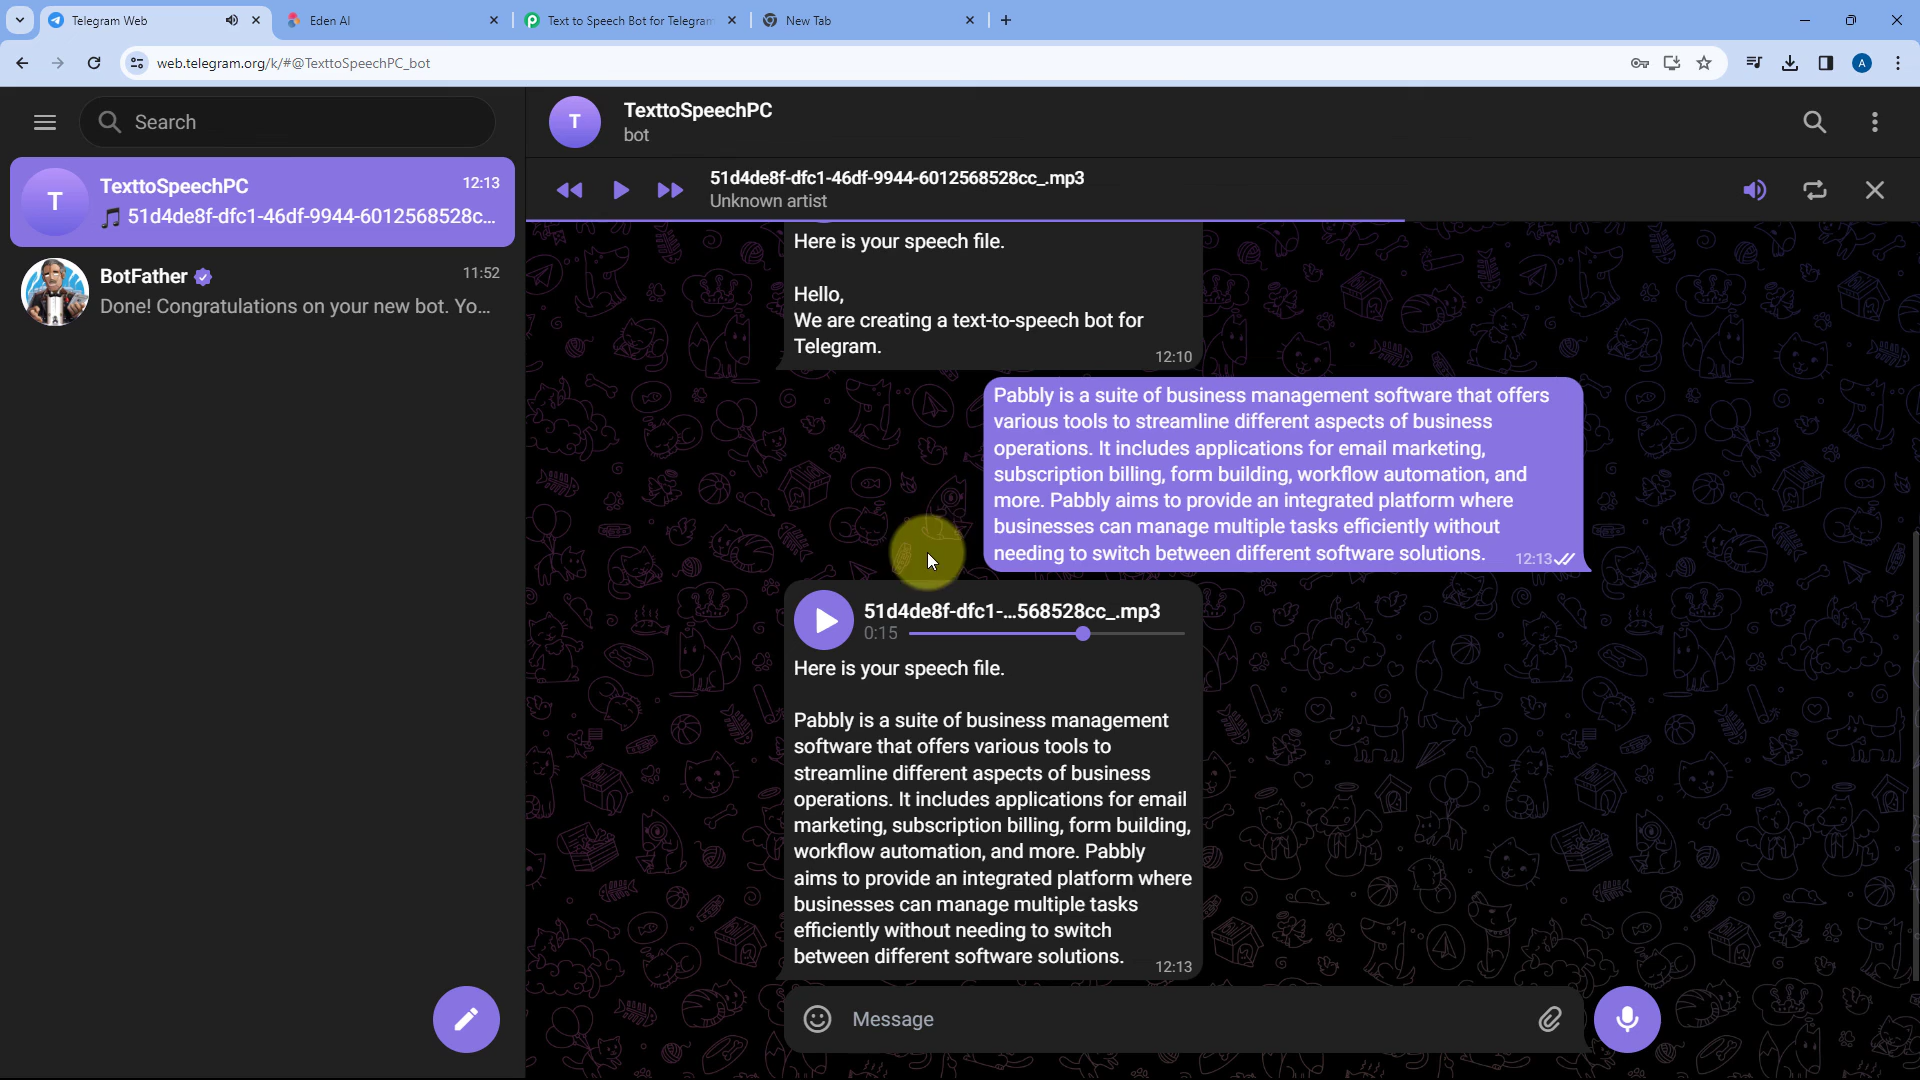 Telegram Web
Eden AI
Text to Speech Bot for Telegram
New Tab
web.telegram.org/k/#@TexttoSpeechPC_bot
A
Search
T
TexttoSpeechPC
12:13
51d4de8f-dfc1-46df-9944-6012568528c...
BotFather
11:52
Done! Congratulations on your new bot. Yo...
T
TexttoSpeechPC
bot
51d4de8f-dfc1-46df-9944-6012568528cc_.mp3
Unknown artist
Here is your speech file.
Hello,
We are creating a text-to-speech bot for
Telegram.
12:10
Pabbly is a suite of business management software that offers
various tools to streamline different aspects of business
operations. It includes applications for email marketing,
subscription billing, form building, workflow automation, and
more. Pabbly aims to provide an integrated platform where
businesses can manage multiple tasks efficiently without
needing to switch between different software solutions.
12:13
51d4de8f-dfc1-...568528cc_.mp3
0:15
Here is your speech file.
Pabbly is a suite of business management
software that offers various tools to
streamline different aspects of business
operations. It includes applications for email
marketing, subscription billing, form building,
workflow automation, and more. Pabbly
aims to provide an integrated platform where
businesses can manage multiple tasks
efficiently without needing to switch
between different software solutions.
12:13
Message